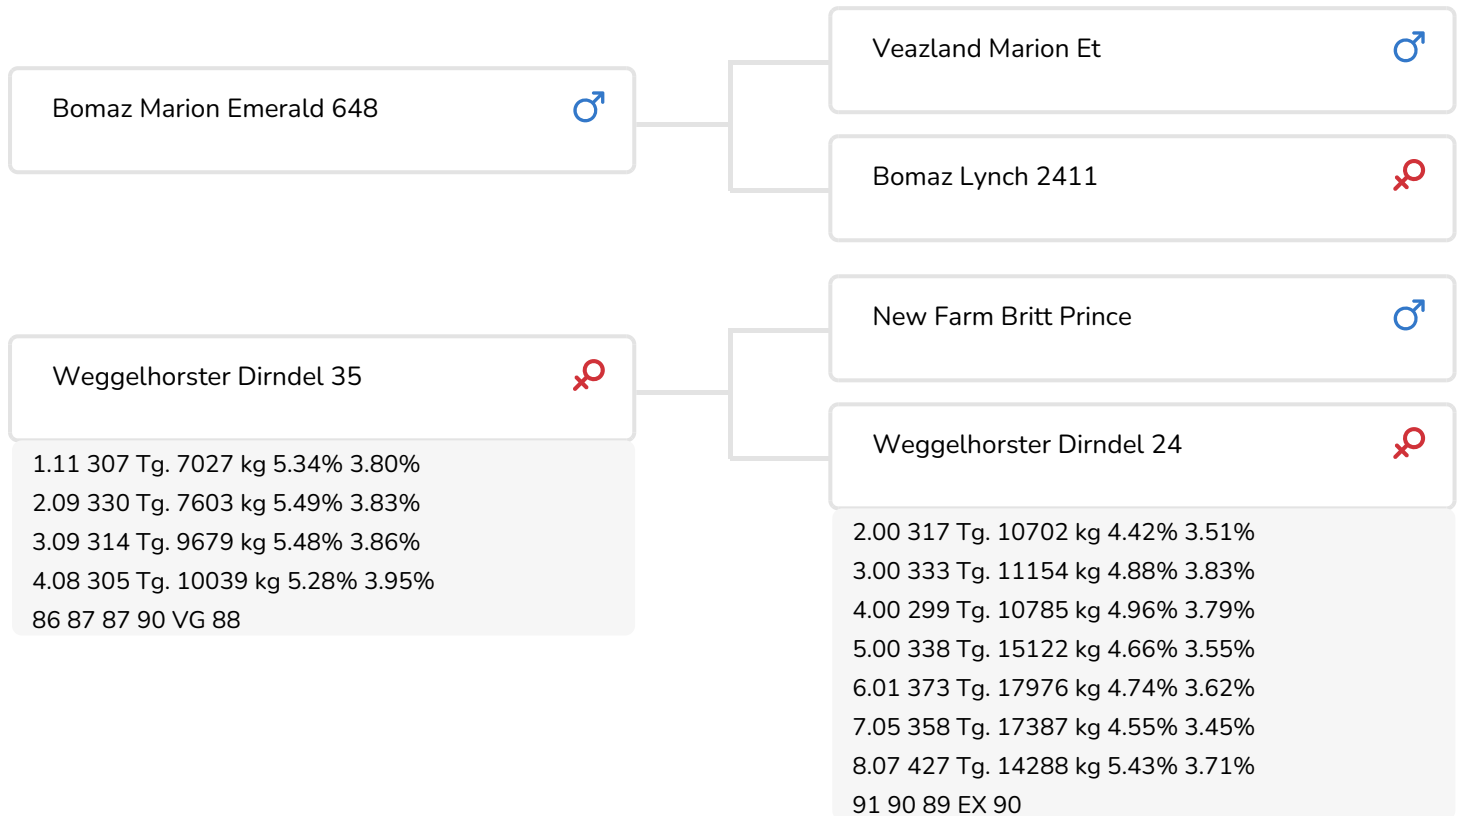 Veazland Marion Et
Bomaz Marion Emerald 648
Bomaz Lynch 2411
New Farm Britt Prince
Weggelhorster Dirndel 35
1.11 307 Tg. 7027 kg 5.34% 3.80%
2.09 330 Tg. 7603 kg 5.49% 3.83%
3.09 314 Tg. 9679 kg 5.48% 3.86%
4.08 305 Tg. 10039 kg 5.28% 3.95%
86 87 87 90 VG 88
Weggelhorster Dirndel 24
2.00 317 Tg. 10702 kg 4.42% 3.51%
3.00 333 Tg. 11154 kg 4.88% 3.83%
4.00 299 Tg. 10785 kg 4.96% 3.79%
5.00 338 Tg. 15122 kg 4.66% 3.55%
6.01 373 Tg. 17976 kg 4.74% 3.62%
7.05 358 Tg. 17387 kg 4.55% 3.45%
8.07 427 Tg. 14288 kg 5.43% 3.71%
91 90 89 EX 90